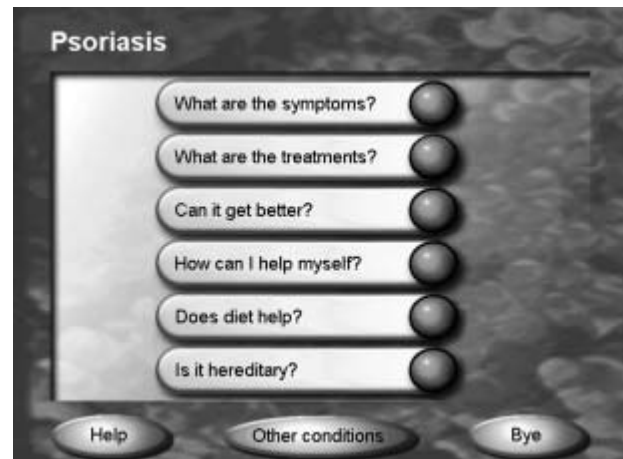 Psoriasis
What are the symptoms?
What are the treatments?
Can it get better?
How can I help myself?
Does diet help?
Is it hereditary?
Help
Other conditions
Bye